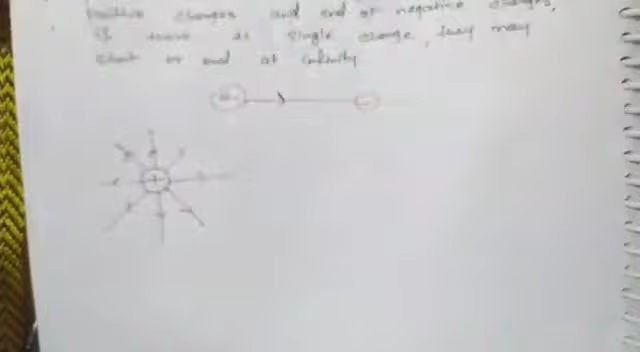 Positive charges and end at negative charges,
If there is single charge, they may
start or end at infinity
+ -
+